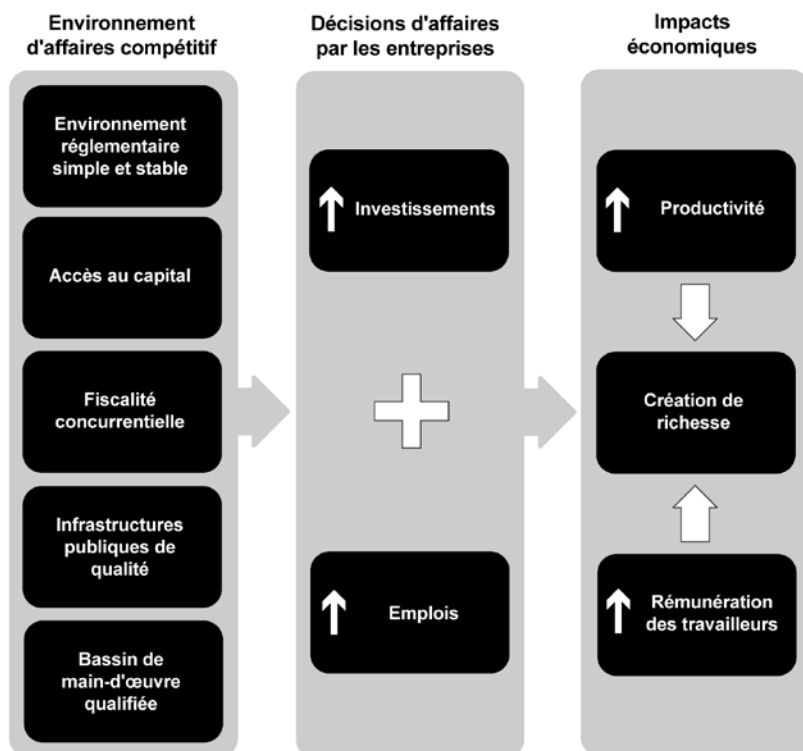 Environnement
d'affaires compétitif
Environnement
réglementaire
simple et stable
Accès au capital
Fiscalité
concurrentielle
Infrastructures
publiques de
qualité
Bassin de
main-d'œuvre
qualifiée
Décisions d'affaires
par les entreprises
Investissements
Emplois
Impacts
économiques
Productivité
Création de
richesse
Rémunération
des travailleurs